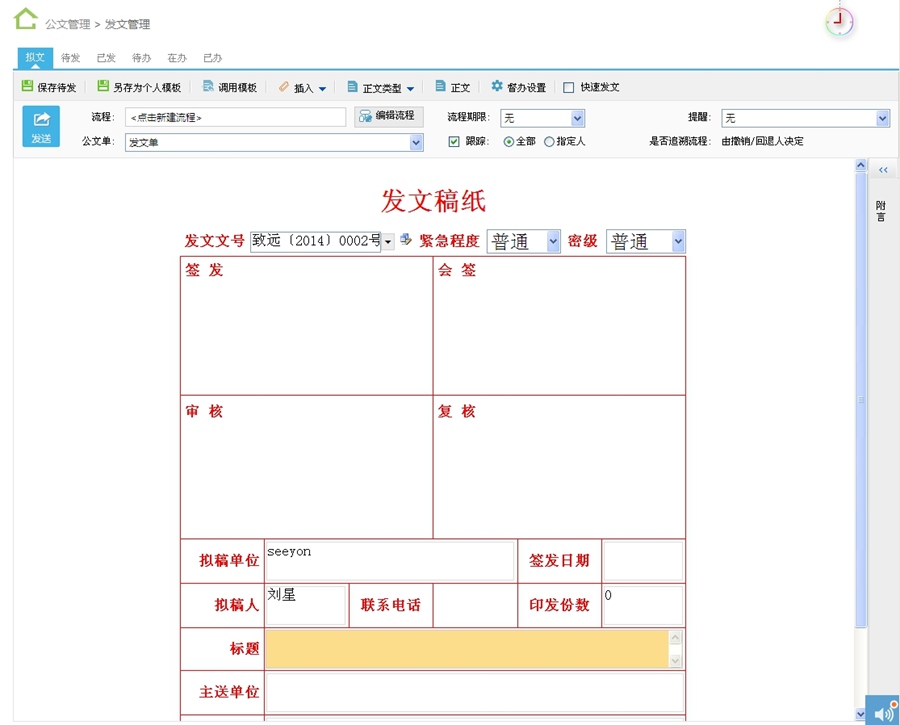 公文管理 > 发文管理
拟文 待发 已发 待办 在办 已办
保存待发 另存为个人模板 调用模板 插入 正文类型 正文 督办设置 快速发文
发送
流程: <点击新建流程> 编辑流程 流程期限: 无 提醒: 无
公文单: 发文单 跟踪: 全部 指定人 是否追溯流程: 由撤销/回退人决定
附言
发文稿纸
发文文号 致远〔2014〕0002号 紧急程度 普通 密级 普通
签 发 会 签
审 核 复 核
拟稿单位 seeyon 签发日期
拟稿人 刘星 联系电话 印发份数 0
标题
主送单位